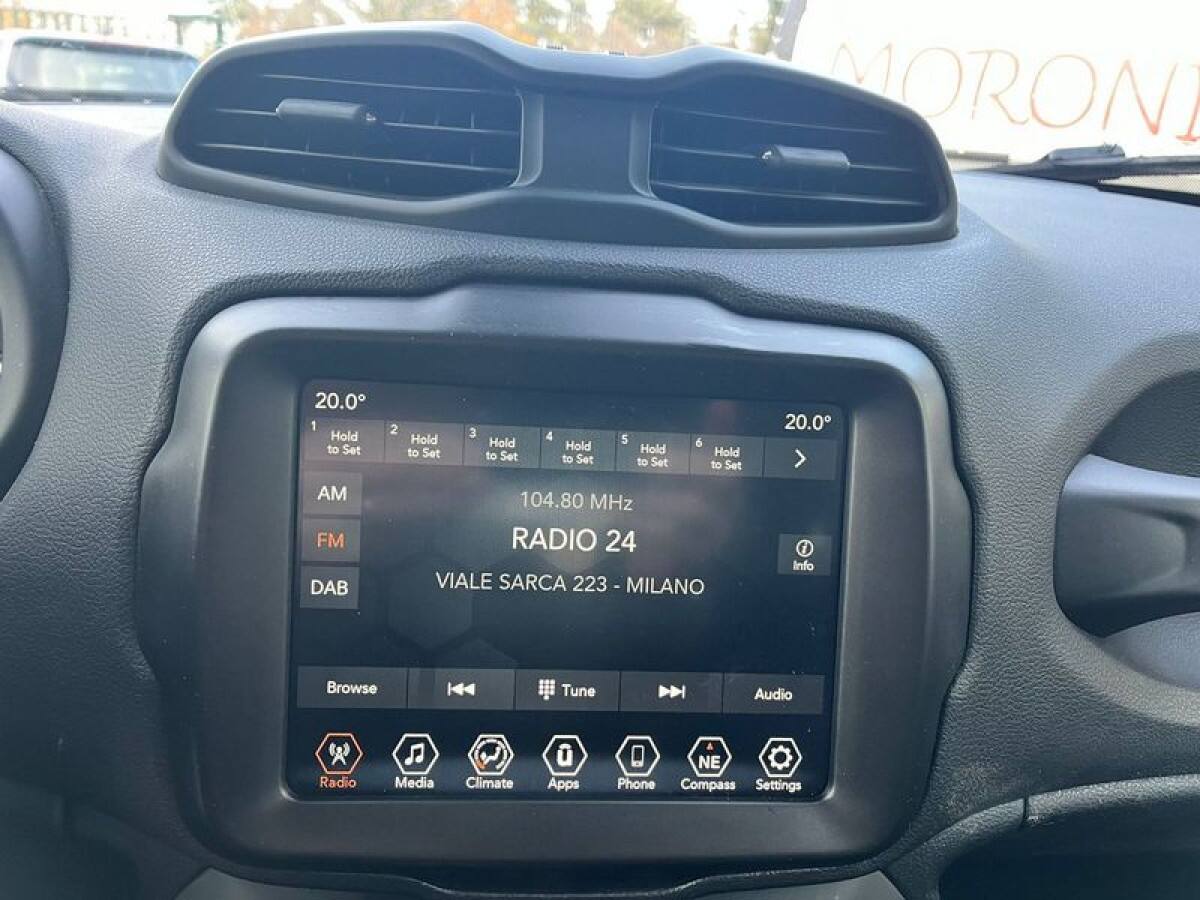 MORONI
20.0°
20.0°
1 Hold to Set
2 Hold to Set
3 Hold to Set
4 Hold to Set
5 Hold to Set
6 Hold to Set
AM
104.80 MHz
FM
RADIO 24
Info
DAB
VIALE SARCA 223 - MILANO
Browse
Tune
Audio
NE
Radio
Media
Climate
Apps
Phone
Compass
Settings